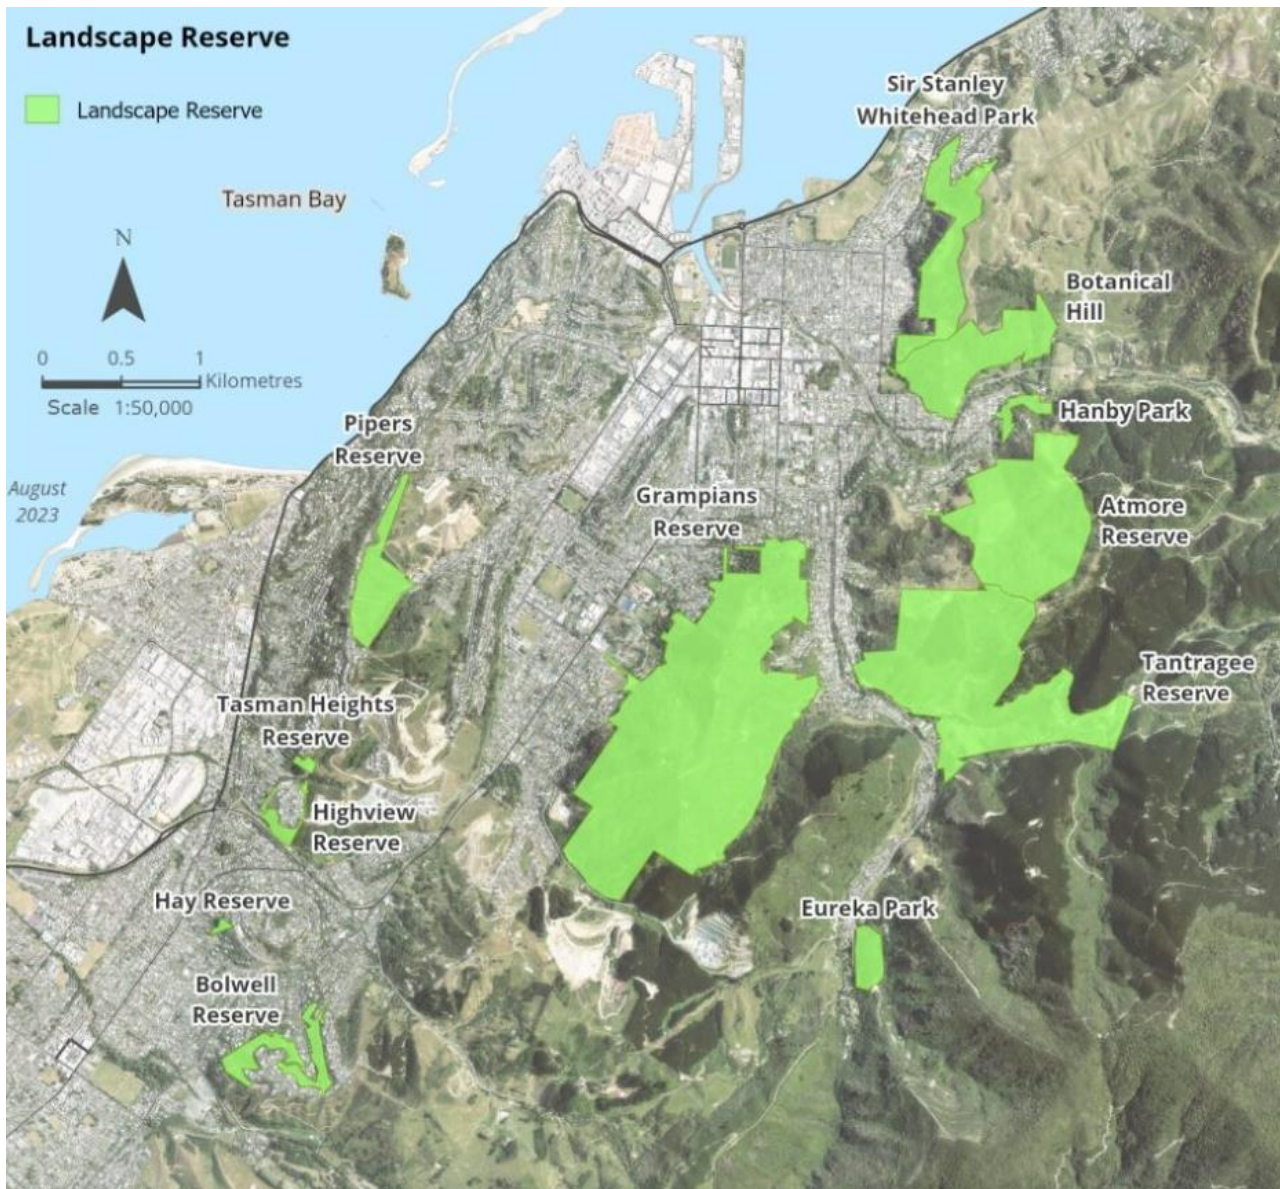 Landscape Reserve
Landscape Reserve
Sir Stanley
Whitehead Park
Tasman Bay
N
Botanical
Hill
0 0.5 1
Kilometres
Scale 1:50,000
Pipers
Reserve
Hanby Park
August
2023
Grampians
Reserve
Atmore
Reserve
Tantragee
Reserve
Tasman Heights
Reserve
Highview
Reserve
Hay Reserve
Eureka Park
Bolwell
Reserve